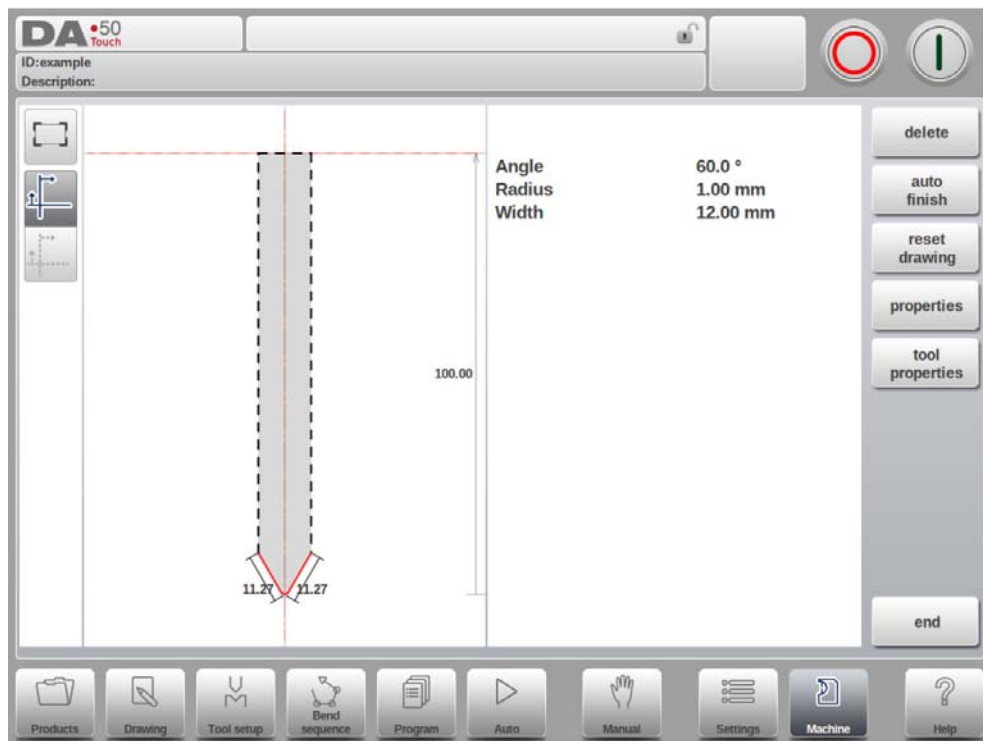 DA•50
Touch
ID:example
Description:
delete
auto
finish
reset
drawing
properties
tool
properties
end
Angle 60.0 °
Radius 1.00 mm
Width 12.00 mm
100.00
11.27 11.27
Products
Drawing
Tool setup
Bend
sequence
Program
Auto
Manual
Settings
Machine
Help